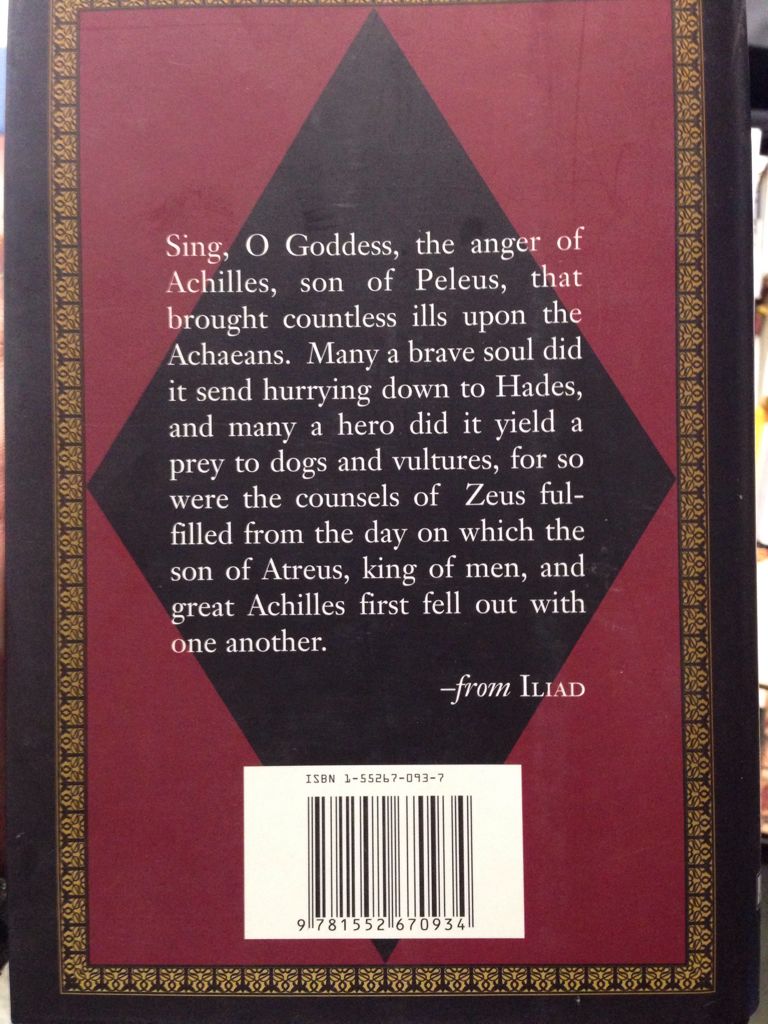 Sing, O Goddess, the anger of
Achilles, son of Peleus, that
brought countless ills upon the
Achaeans. Many a brave soul did
it send hurrying down to Hades,
and many a hero did it yield a
prey to dogs and vultures, for so
were the counsels of Zeus ful-
filled from the day on which the
son of Atreus, king of men, and
great Achilles first fell out with
one another.
–from ILIAD
ISBN 1-55267-093-7
9 781552 670934